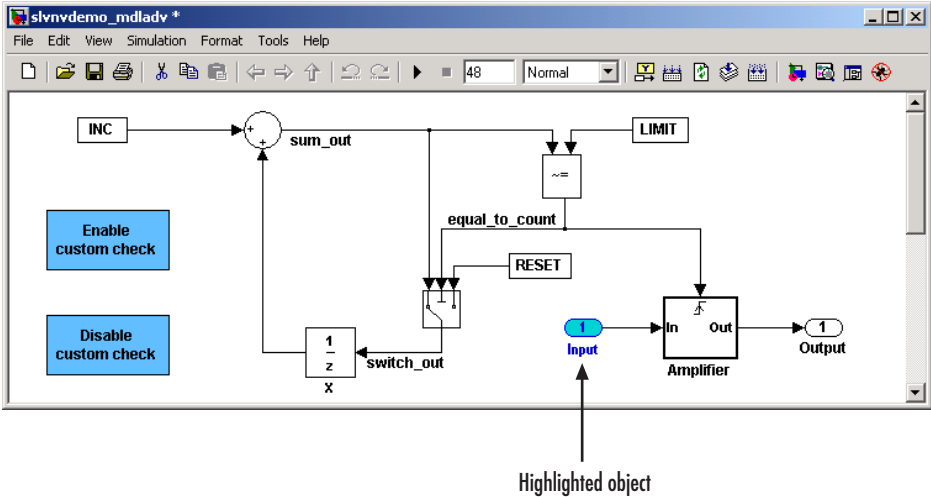 slvnvdemo_mdladv *
File Edit View Simulation Format Tools Help
48 Normal
INC
+
+
sum_out
LIMIT
~=
Enable
custom check
equal_to_count
RESET
Disable
custom check
1
z
X
switch_out
1
Input
In Out
Amplifier
1
Output
Highlighted object